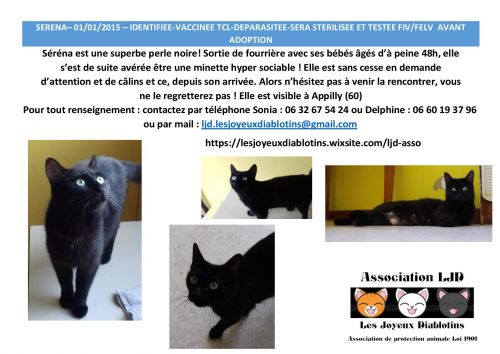 SERENA– 01/01/2015 – IDENTIFIEE-VACCINEE TCL-DEPARASITEE-SERA STERILISEE ET TESTEE FIV/FELV AVANT
ADOPTION
Séréna est une superbe perle noire! Sortie de fourrière avec ses bébés âgés d’à peine 48h, elle
s’est de suite avérée être une minette hyper sociable ! Elle est sans cesse en demande
d’attention et de câlins et ce, depuis son arrivée. Alors n’hésitez pas à venir la rencontrer, vous
ne le regretterez pas ! Elle est visible à Appilly (60)
Pour tout renseignement : contactez par téléphone Sonia : 06 32 67 54 24 ou Delphine : 06 60 19 37 96
ou par mail : ljd.lesjoyeuxdiablotins@gmail.com
https://lesjoyeuxdiablotins.wixsite.com/ljd-asso
Association LJD
Les Joyeux Diablotins
Association de protection animale Loi 1901